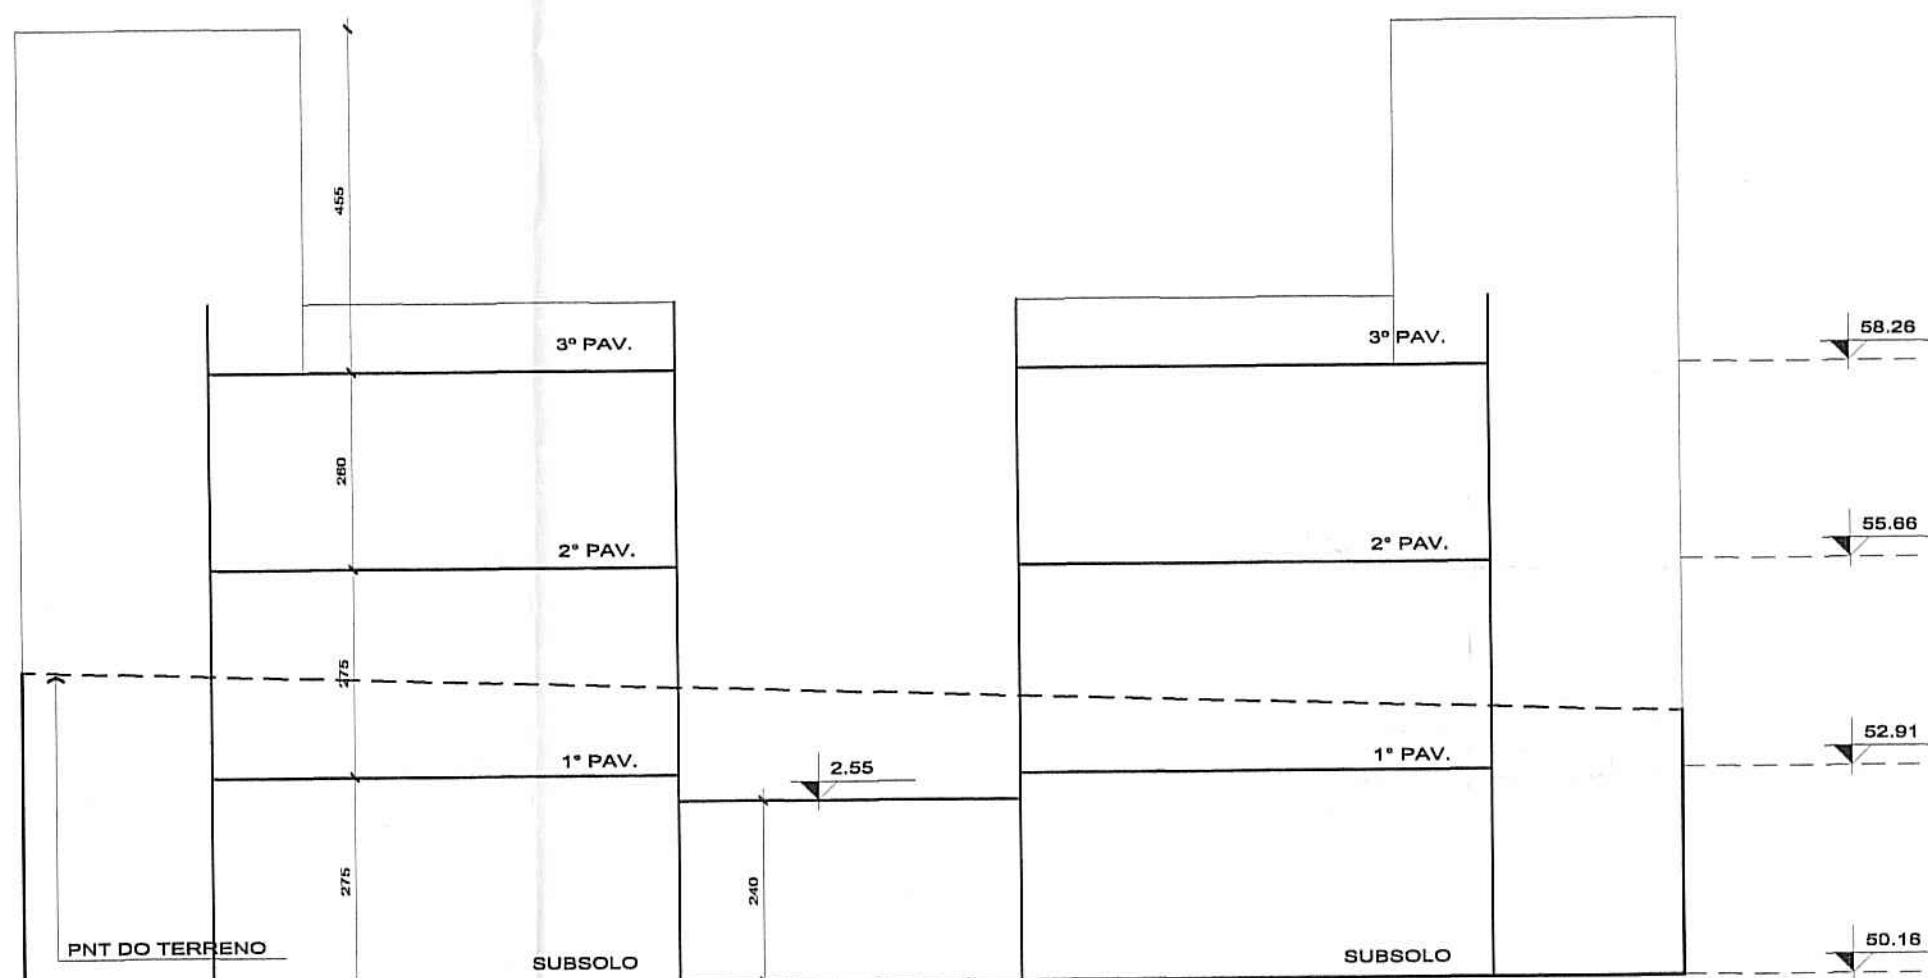 455
3º PAV.
3º PAV.
58.26
260
2º PAV.
2º PAV.
55.66
275
1º PAV.
2.55
1º PAV.
52.91
275
240
PNT DO TERRENO
SUBSOLO
SUBSOLO
50.16